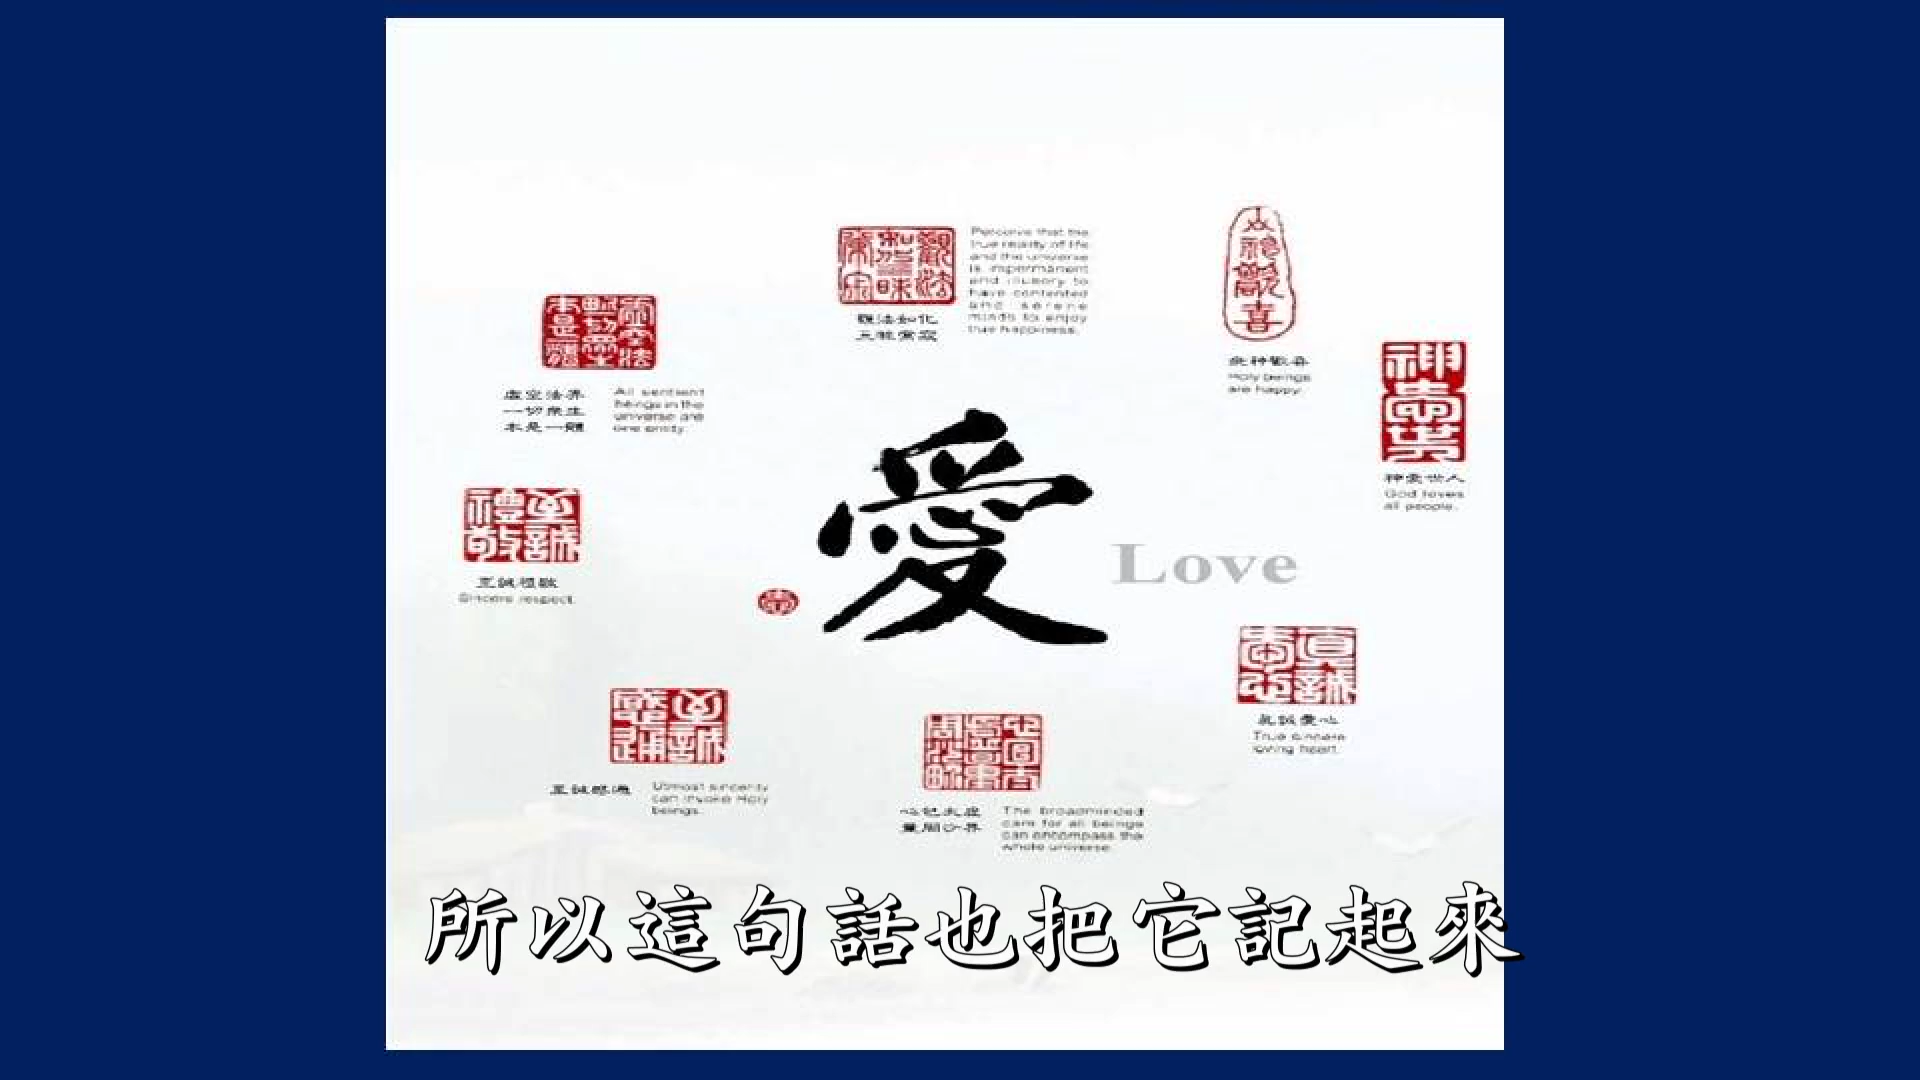 觀法如化
三昧常寂
Perceive that the
true reality of life
and the universe
is impermanent
and illusory to
have contented
and serene
minds to enjoy
true happiness.
眾神歡喜
Holy beings
are happy.
虛空法界
一切眾生
本是一體
All sentient
beings in the
universe are
one entity.
神愛世人
God loves
all people.
愛
Love
至誠禮敬
Sincere respect.
真誠愛心
True sincere
loving heart.
至誠感通
Utmost sincerity
can invoke Holy
beings.
心包太虛
量周沙界
The broadminded
care for all beings
can encompass the
whole universe.
所以這句話也把它記起來